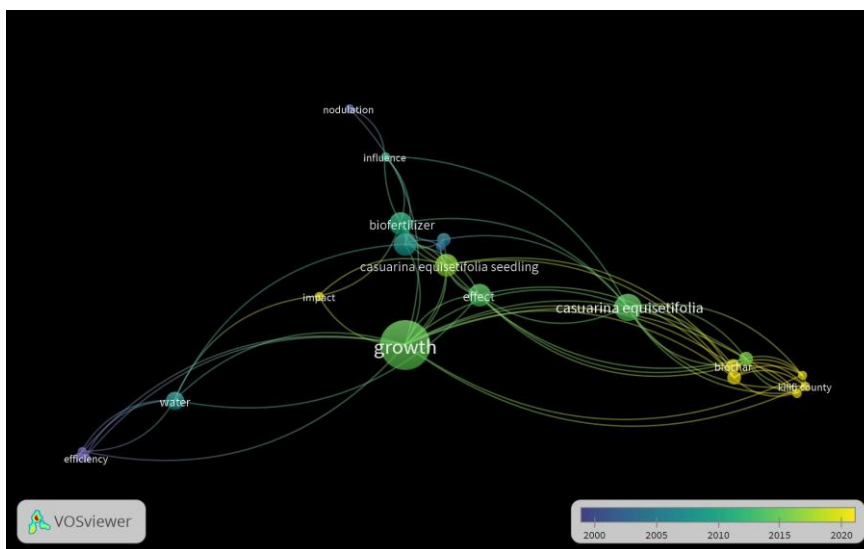 nodulation
influence
biofertilizer
casuarina equisetifolia seedling
impact
effect
casuarina equisetifolia
growth
biochar
kilifi county
water
efficiency
VOSviewer
2000 2005 2010 2015 2020